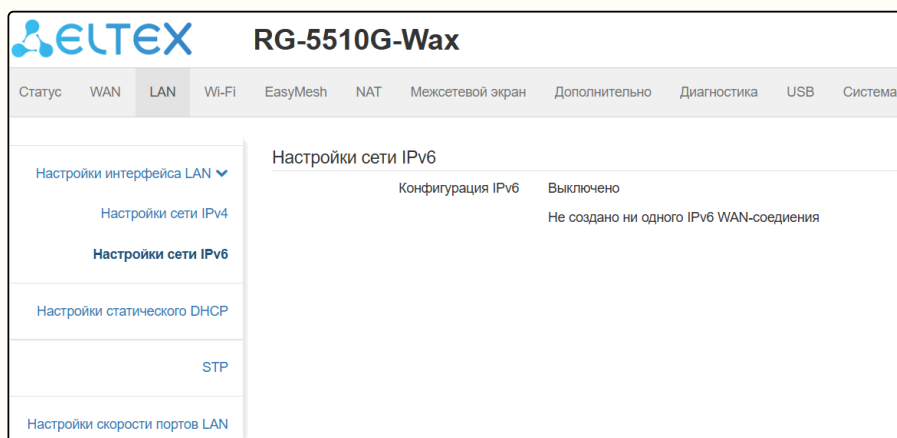 ELTEX RG-5510G-Wax
Статус WAN LAN Wi-Fi EasyMesh NAT Межсетевой экран Дополнительно Диагностика USB Система
Настройки сети IPv6
Настройки интерфейса LAN
Конфигурация IPv6 Выключено
Не создано ни одного IPv6 WAN-соедиения
Настройки сети IPv4
Настройки сети IPv6
Настройки статического DHCP
STP
Настройки скорости портов LAN